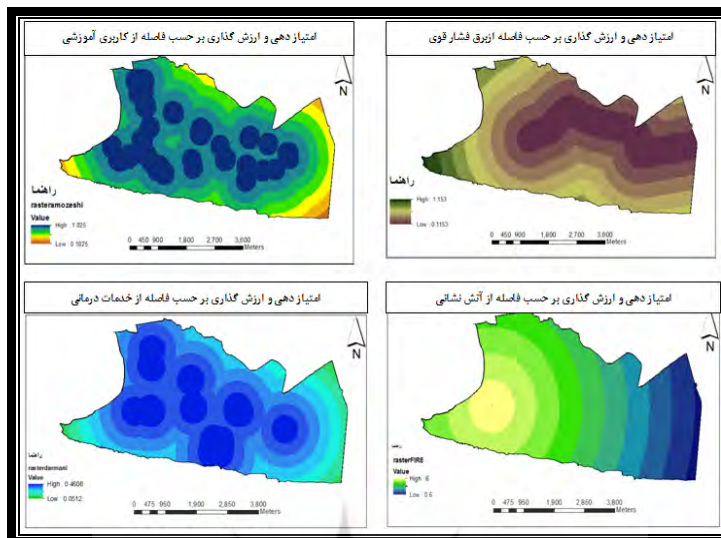 امتیاز دهی و ارزش گذاری بر حسب فاصله از کاربری آموزشی
N
راهنما
rasteramozeshi
Value
High : 1.025
Low : 0.1025
0 450 900 1,800 2,700 3,600
Meters
امتیاز دهی و ارزش گذاری بر حسب فاصله ازبرق فشار قوی
N
راهنما
Value
High : 1.153
Low : 0.1153
0 450 900 1,800 2,700 3,600
Meters
امتیاز دهی و ارزش گذاری بر حسب فاصله از خدمات درمانی
N
راهنما
rasterdarmani
Value
High : 0.4608
Low : 0.0512
0 475 950 1,900 2,850 3,800
Meters
امتیاز دهی و ارزش گذاری بر حسب فاصله از آتش نشانی
N
راهنما
rasterFIRE
Value
High : 6
Low : 0.6
0 475 950 1,900 2,850 3,800
Meters